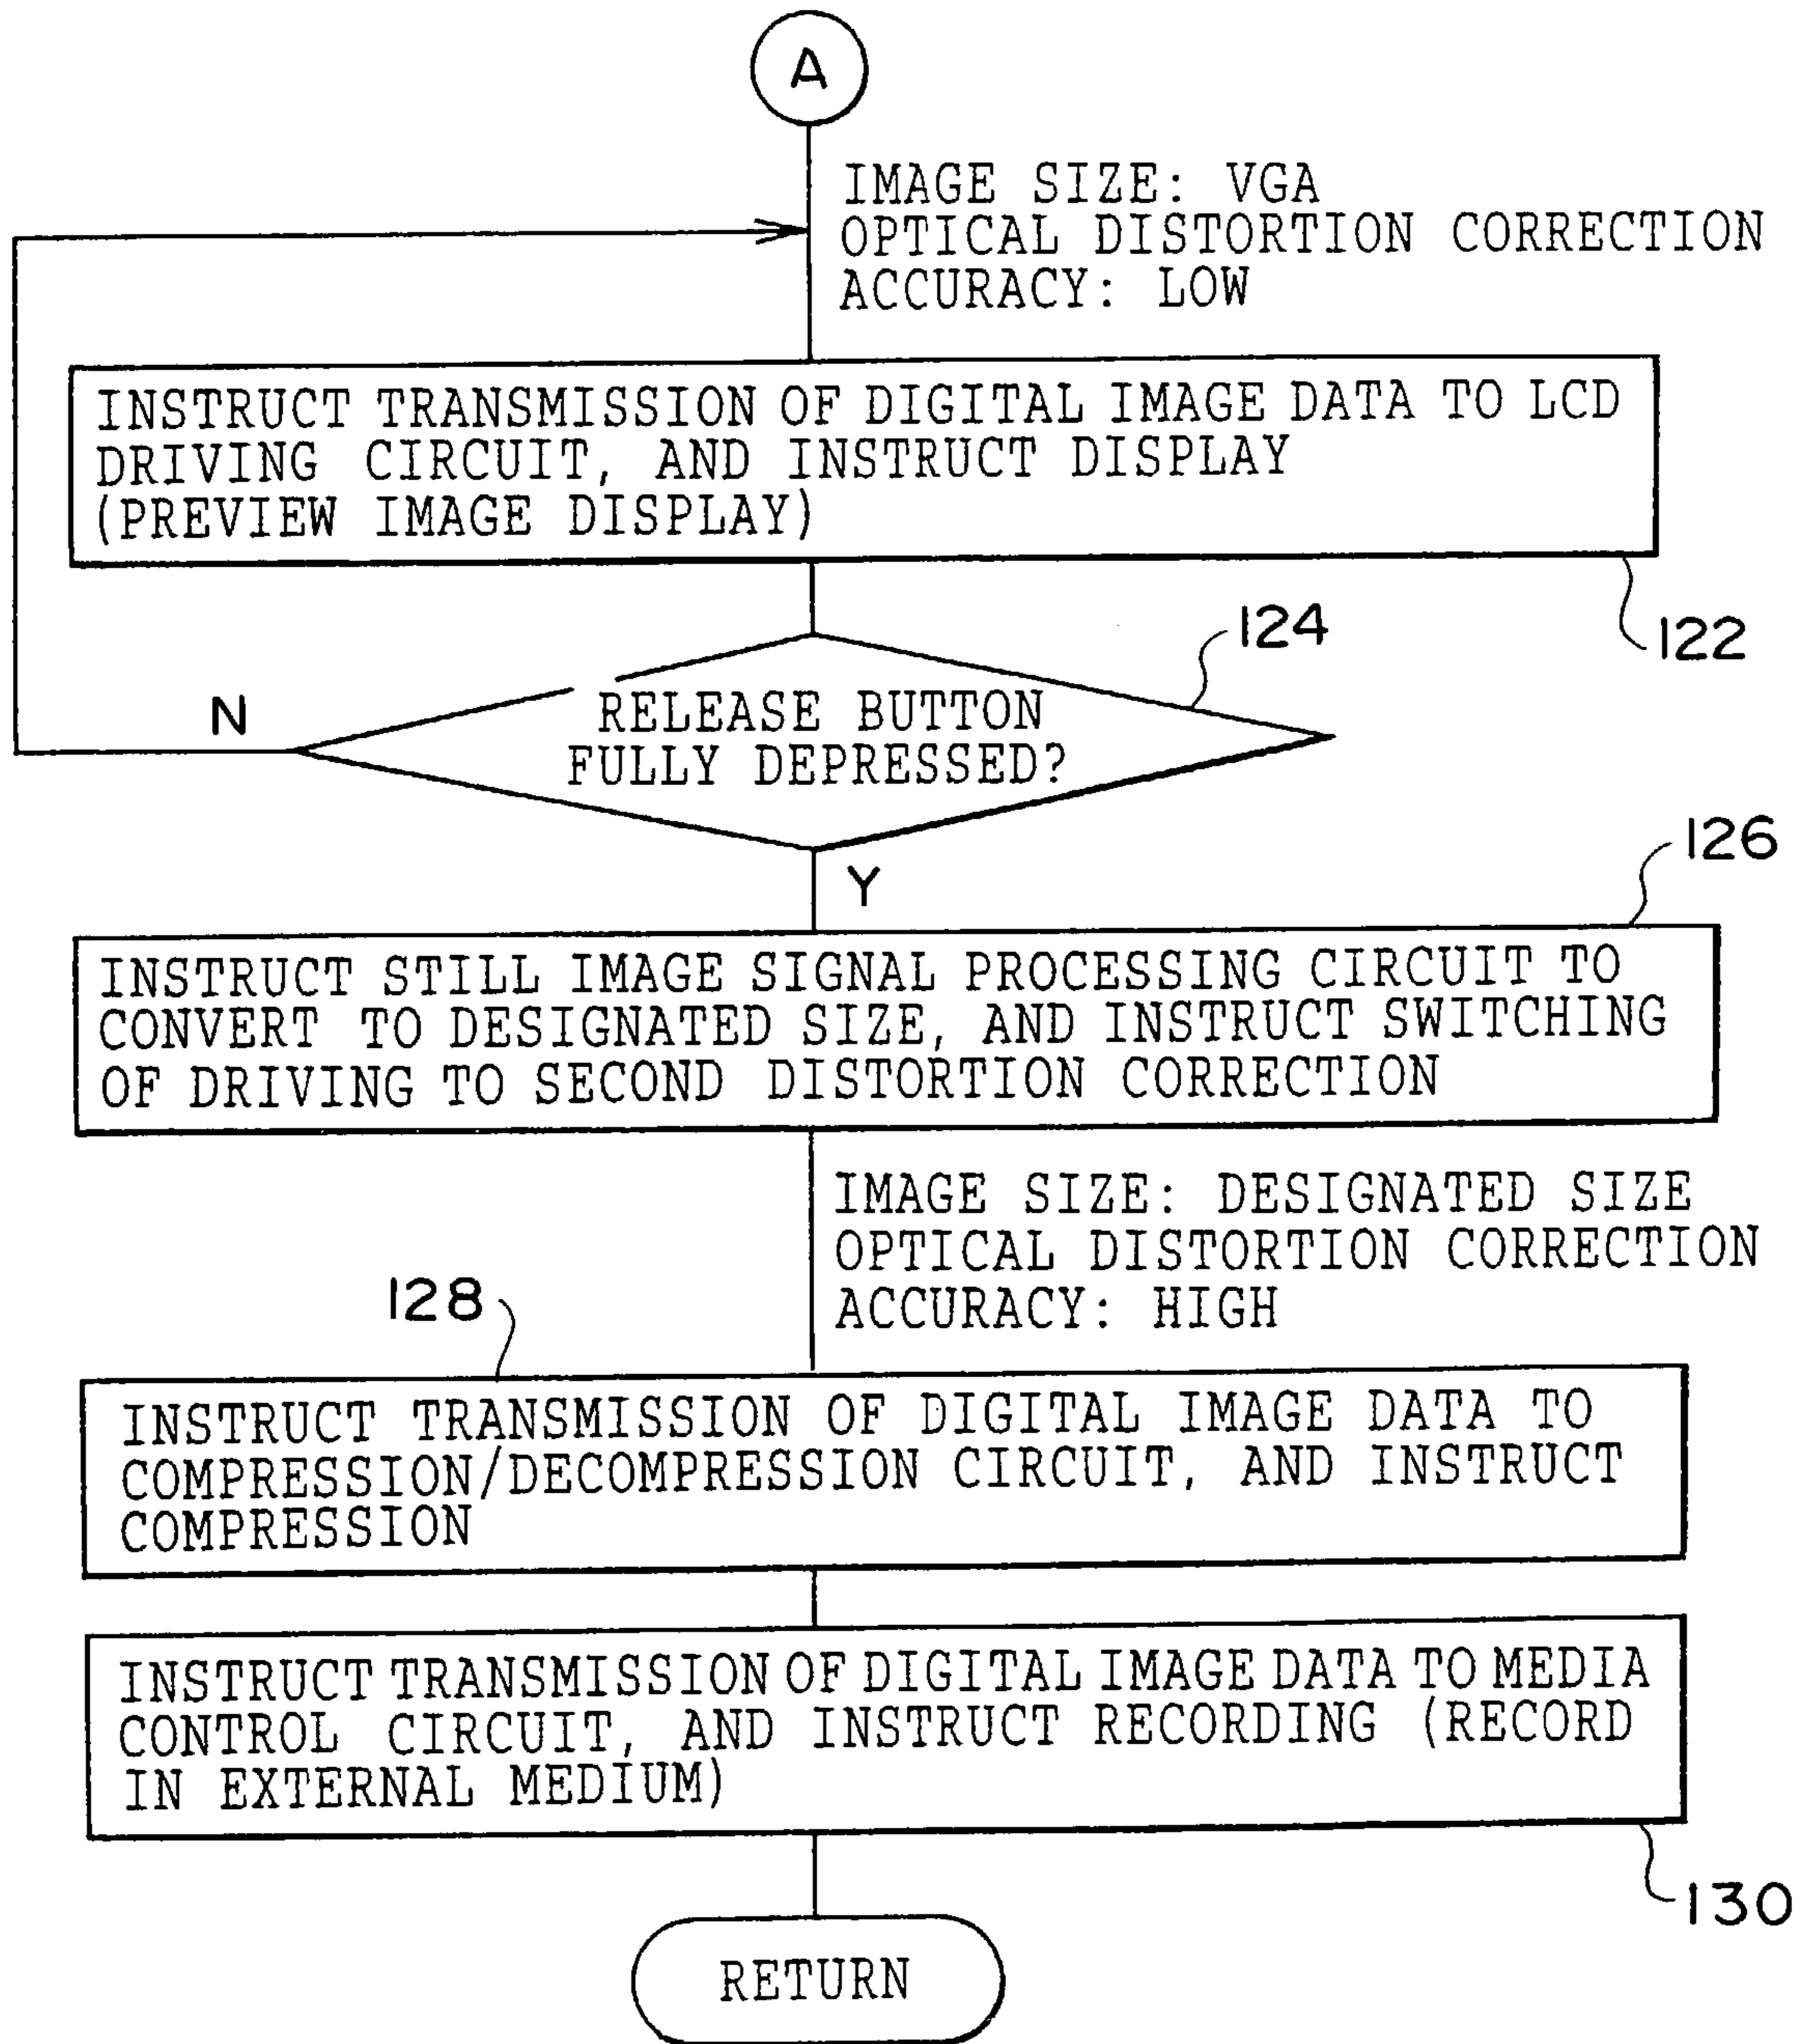 A
IMAGE SIZE: VGA
OPTICAL DISTORTION CORRECTION
ACCURACY: LOW
INSTRUCT TRANSMISSION OF DIGITAL IMAGE DATA TO LCD
DRIVING CIRCUIT, AND INSTRUCT DISPLAY
(PREVIEW IMAGE DISPLAY)
122
124
N
RELEASE BUTTON
FULLY DEPRESSED?
Y
126
INSTRUCT STILL IMAGE SIGNAL PROCESSING CIRCUIT TO
CONVERT TO DESIGNATED SIZE, AND INSTRUCT SWITCHING
OF DRIVING TO SECOND DISTORTION CORRECTION
IMAGE SIZE: DESIGNATED SIZE
OPTICAL DISTORTION CORRECTION
ACCURACY: HIGH
128
INSTRUCT TRANSMISSION OF DIGITAL IMAGE DATA TO
COMPRESSION/DECOMPRESSION CIRCUIT, AND INSTRUCT
COMPRESSION
INSTRUCT TRANSMISSION OF DIGITAL IMAGE DATA TO MEDIA
CONTROL CIRCUIT, AND INSTRUCT RECORDING (RECORD
IN EXTERNAL MEDIUM)
130
RETURN